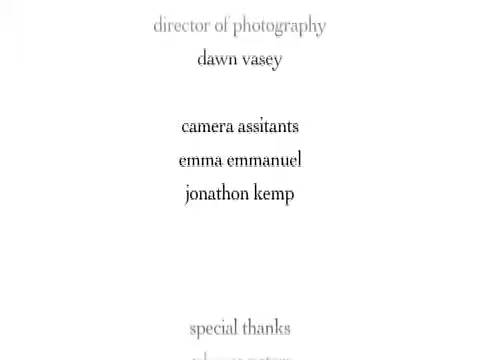 director of photography
dawn vasey
camera assitants
emma emmanuel
jonathon kemp
special thanks